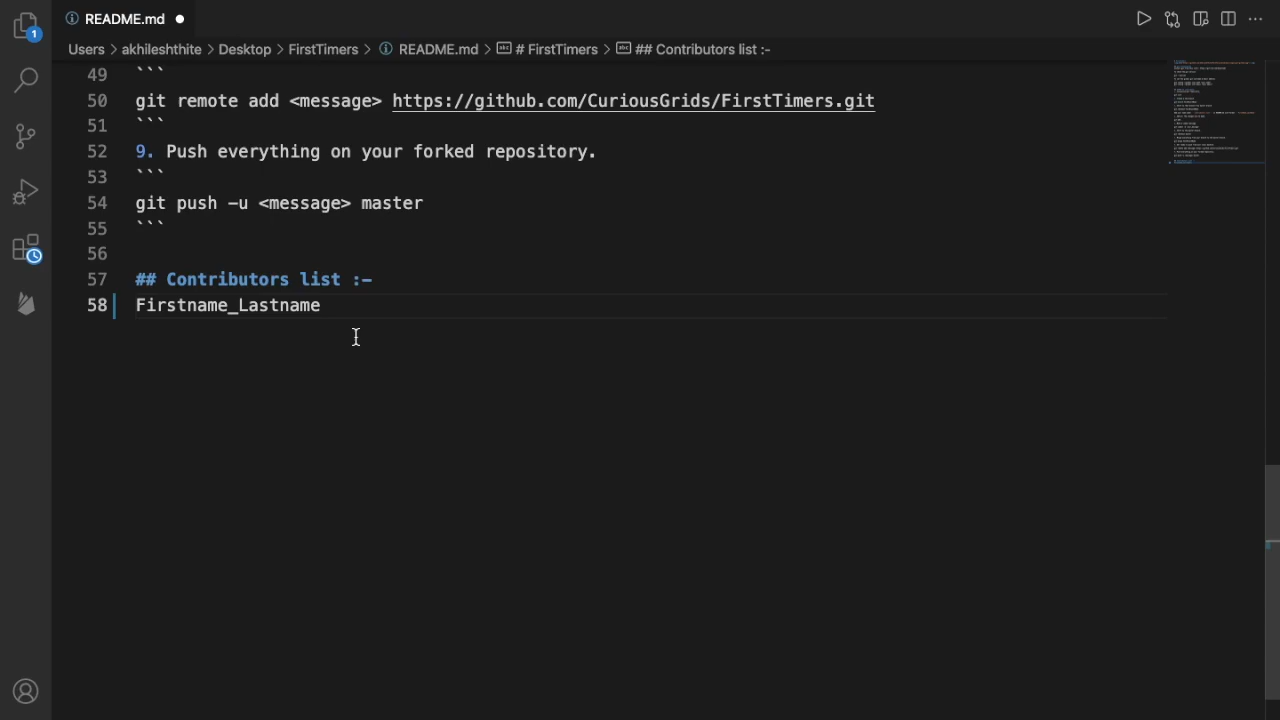 1
README.md
Users > akhileshthite > Desktop > FirstTimers > README.md > # FirstTimers > ## Contributors list :-
49 ```
50 git remote add <message> https://github.com/CuriousGrids/FirstTimers.git
51 ```
52 9. Push everything on your forked repository.
53 ```
54 git push -u <message> master
55 ```
56
57 ## Contributors list :-
58 Firstname_Lastname